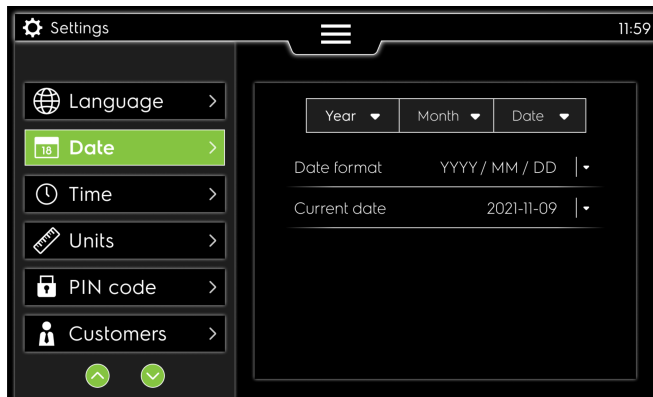 Settings
11:59
Language
18 Date
Time
Units
PIN code
Customers
Year Month Date
Date format YYYY / MM / DD
Current date 2021-11-09